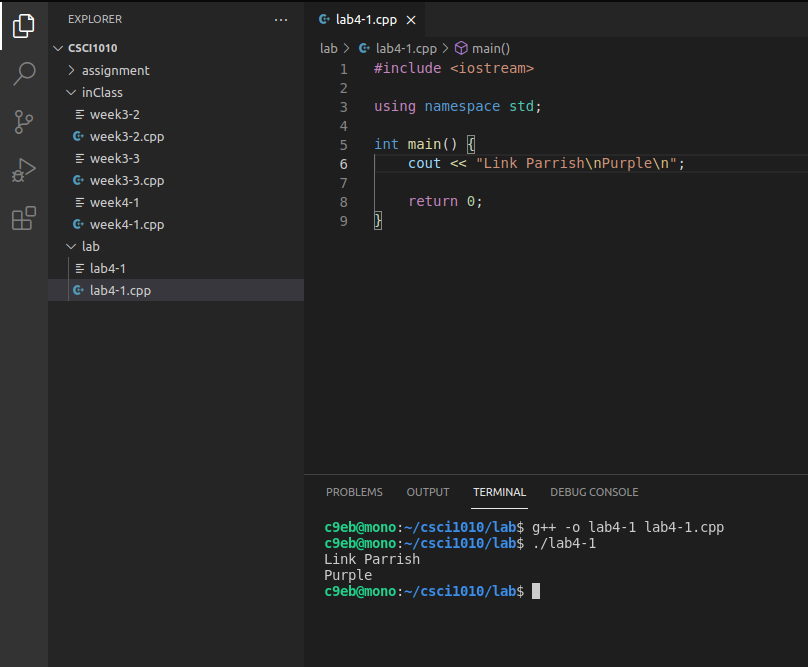 EXPLORER ...
CSCI1010
assignment
inClass
week3-2
week3-2.cpp
week3-3
week3-3.cpp
week4-1
week4-1.cpp
lab
lab4-1
lab4-1.cpp
lab4-1.cpp
lab > lab4-1.cpp > main()
1 #include <iostream>
2
3 using namespace std;
4
5 int main() {
6 cout << "Link Parrish\nPurple\n";
7
8 return 0;
9 }
PROBLEMS OUTPUT TERMINAL DEBUG CONSOLE
c9eb@mono:~/csci1010/lab$ g++ -o lab4-1 lab4-1.cpp
c9eb@mono:~/csci1010/lab$ ./lab4-1
Link Parrish
Purple
c9eb@mono:~/csci1010/lab$